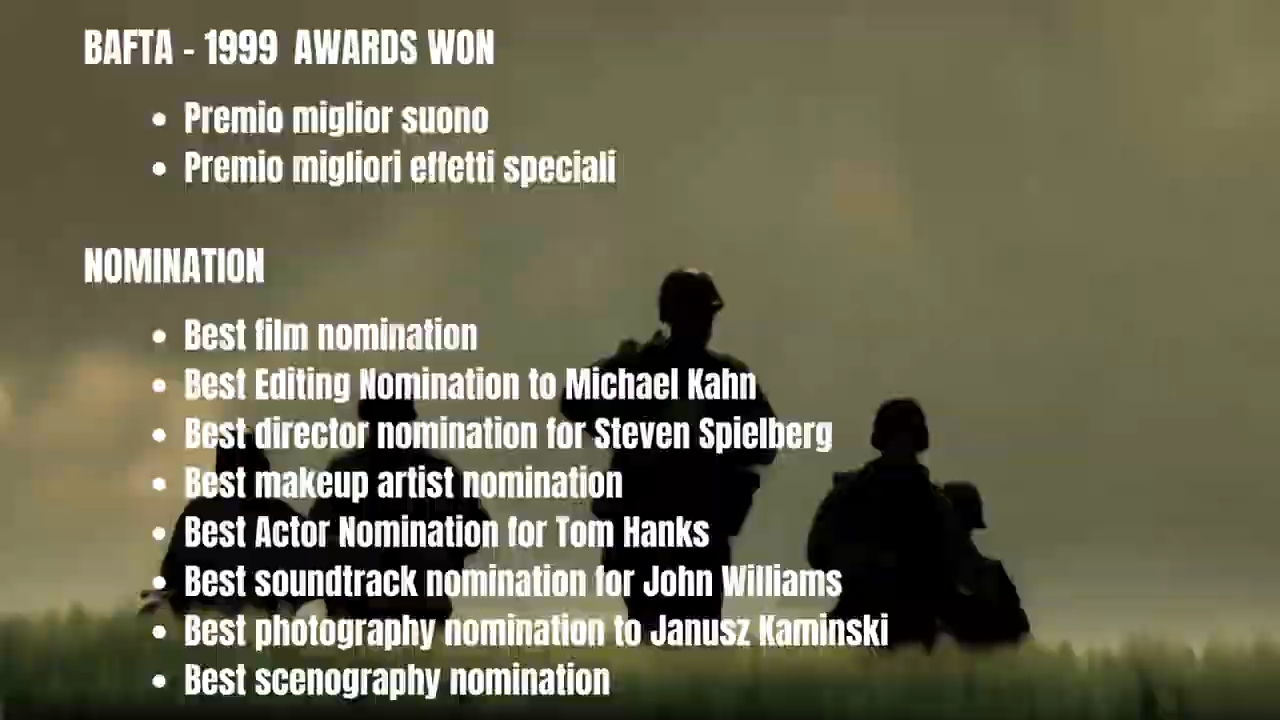 BAFTA - 1999 AWARDS WON
• Premio miglior suono
• Premio migliori effetti speciali
NOMINATION
• Best film nomination
• Best Editing Nomination to Michael Kahn
• Best director nomination for Steven Spielberg
• Best makeup artist nomination
• Best Actor Nomination for Tom Hanks
• Best soundtrack nomination for John Williams
• Best photography nomination to Janusz Kaminski
• Best scenography nomination